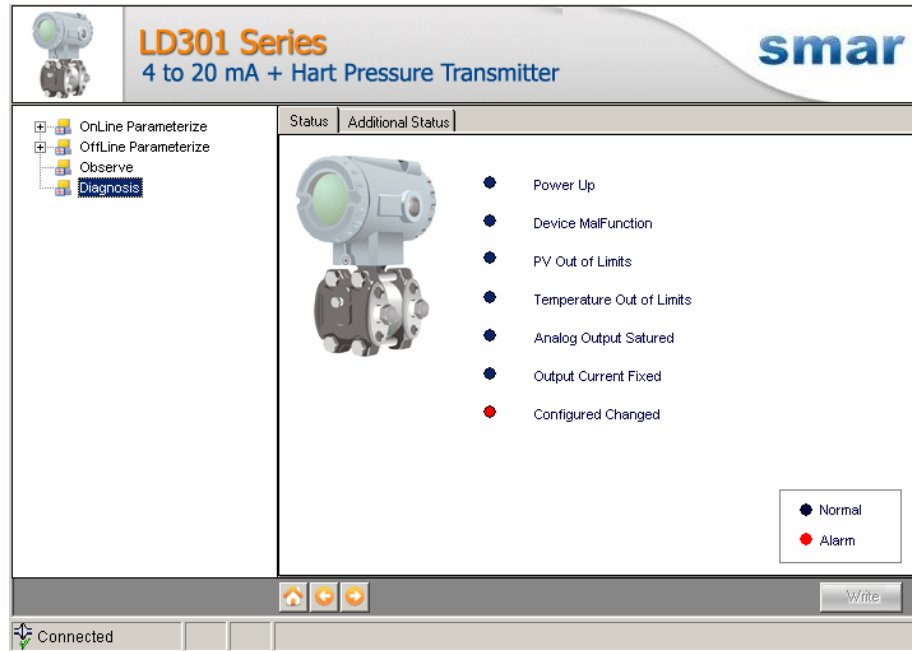 LD301 Series
4 to 20 mA + Hart Pressure Transmitter
smar
OnLine Parameterize
OffLine Parameterize
Observe
Diagnosis
Status
Additional Status
Power Up
Device MalFunction
PV Out of Limits
Temperature Out of Limits
Analog Output Satured
Output Current Fixed
Configured Changed
Normal
Alarm
Write
Connected